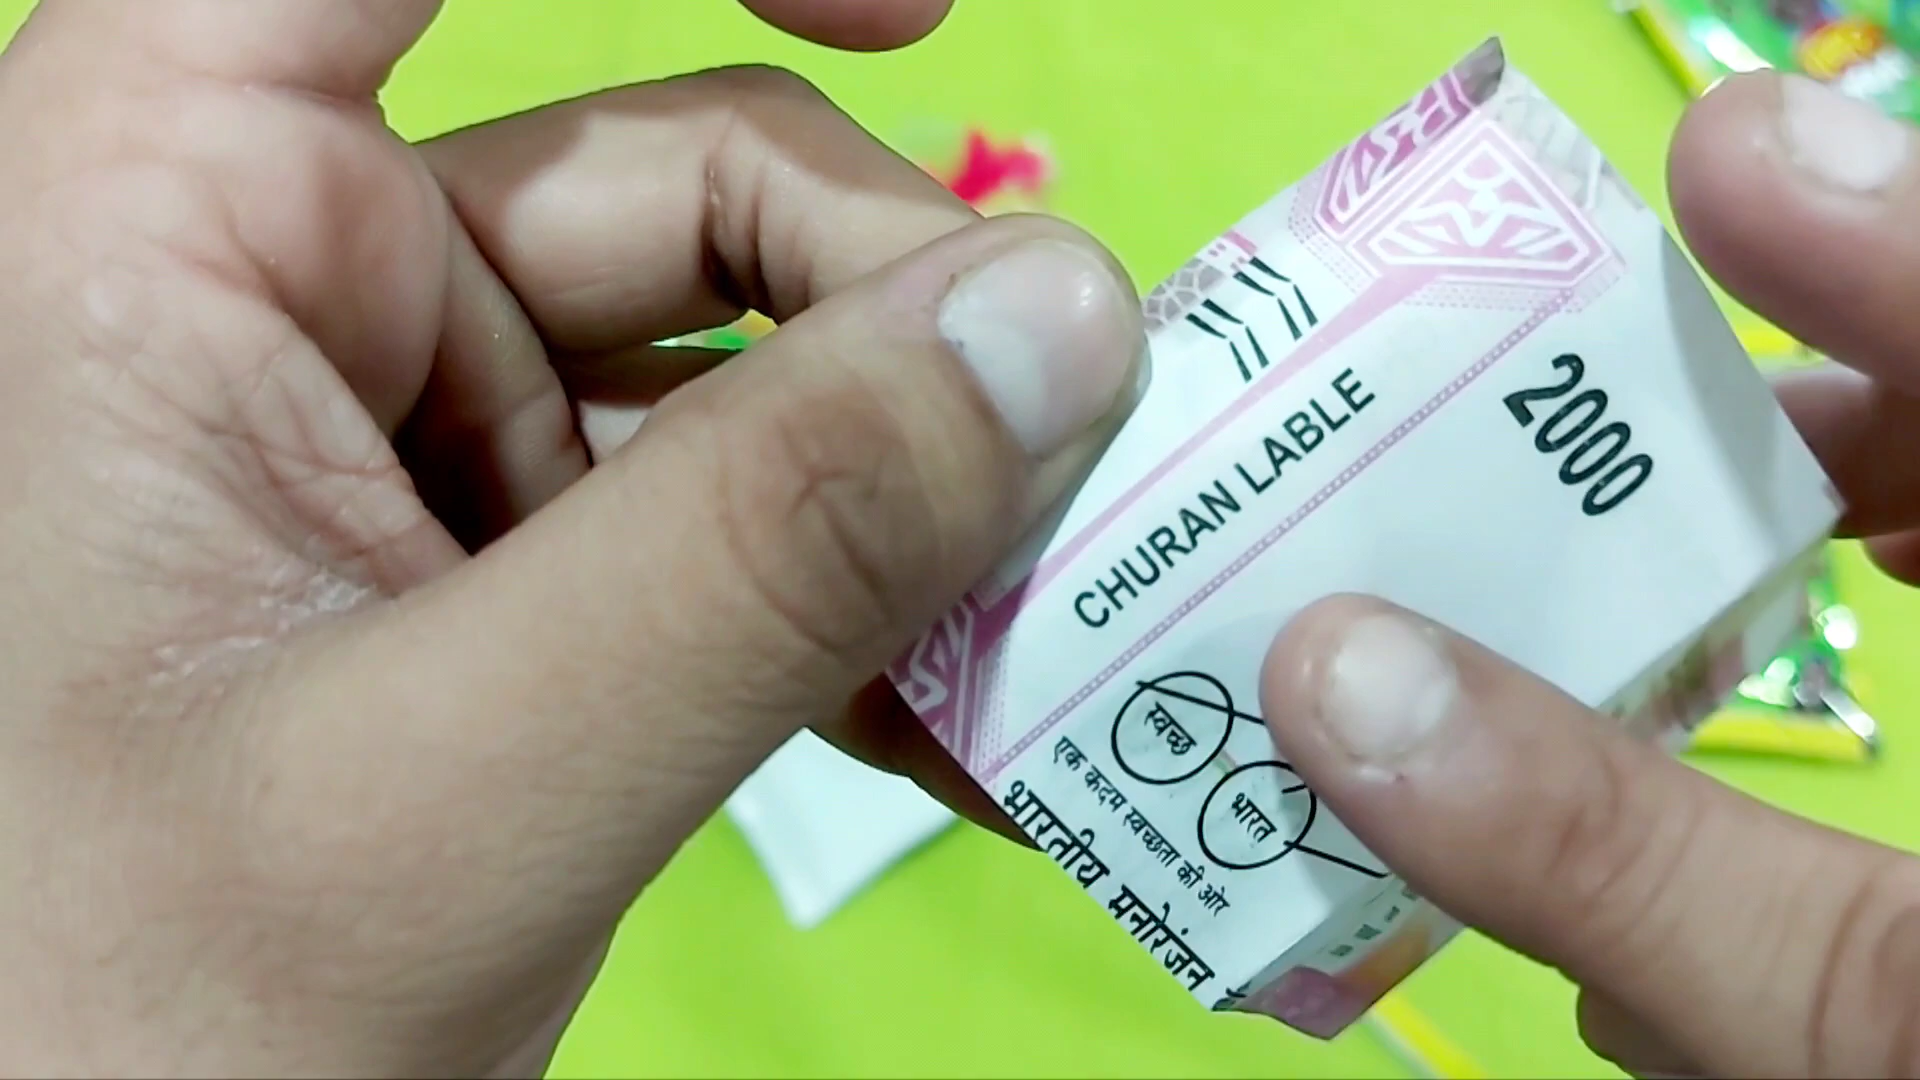 CHURAN LABLE
2000
स्वच्छ
भारत
एक कदम स्वच्छता की ओर
भारतीय मनोरंजन